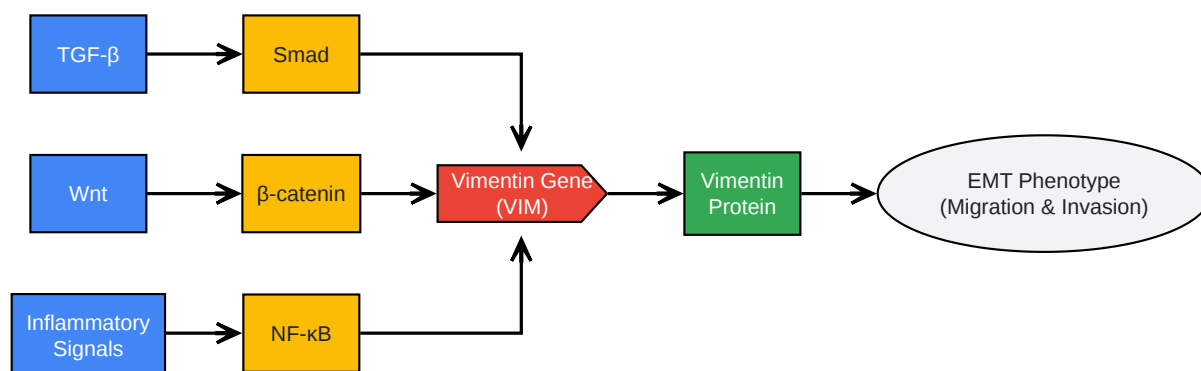 TGF-β
Smad
Wnt
β-catenin
Vimentin Gene
(VIM)
Vimentin
Protein
EMT Phenotype
(Migration & Invasion)
Inflammatory
Signals
NF-κB